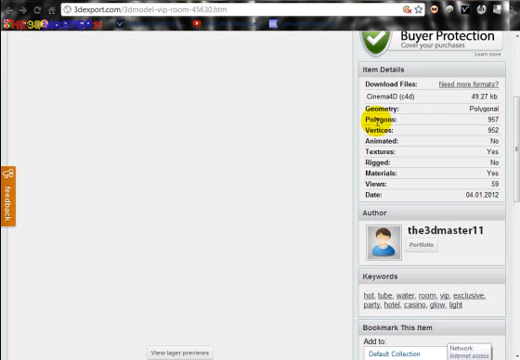 3dexport.com/3dmodel-vip-room-45630.htm
THE3DMASTER11
Buyer Protection
Cover your purchases
Learn more
Item Details
Download Files: Need more formats?
Cinema4D (c4d) 49.27 kb
Geometry: Polygonal
Polygons: 957
Vertices: 952
Animated: No
Textures: Yes
Rigged: No
Materials: Yes
Views: 59
Date: 04.01.2012
feedback
Author
the3dmaster11
Portfolio
Keywords
hot, tube, water, room, vip, exclusive,
party, hotel, casino, glow, light
Bookmark This Item
Add to:
Default Collection
Network
Internet access
View lager previews